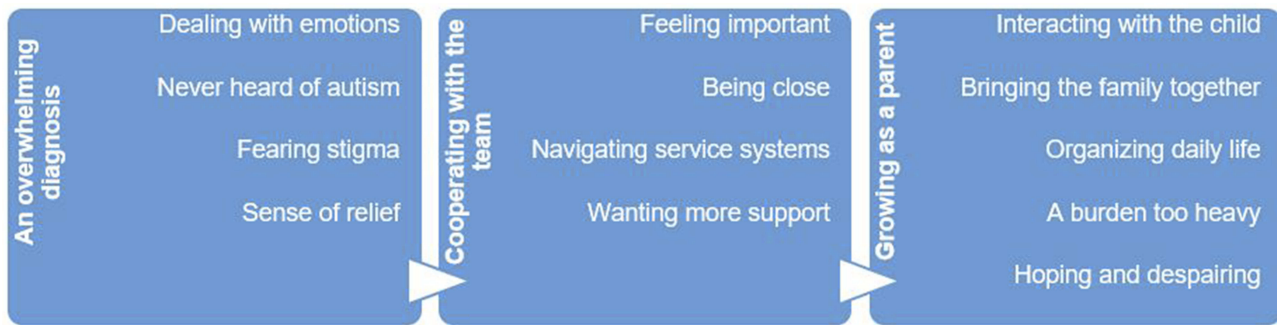 An overwhelming
diagnosis
Dealing with emotions
Never heard of autism
Fearing stigma
Sense of relief
Cooperating with the
team
Feeling important
Being close
Navigating service systems
Wanting more support
Growing as a parent
Interacting with the child
Bringing the family together
Organizing daily life
A burden too heavy
Hoping and despairing